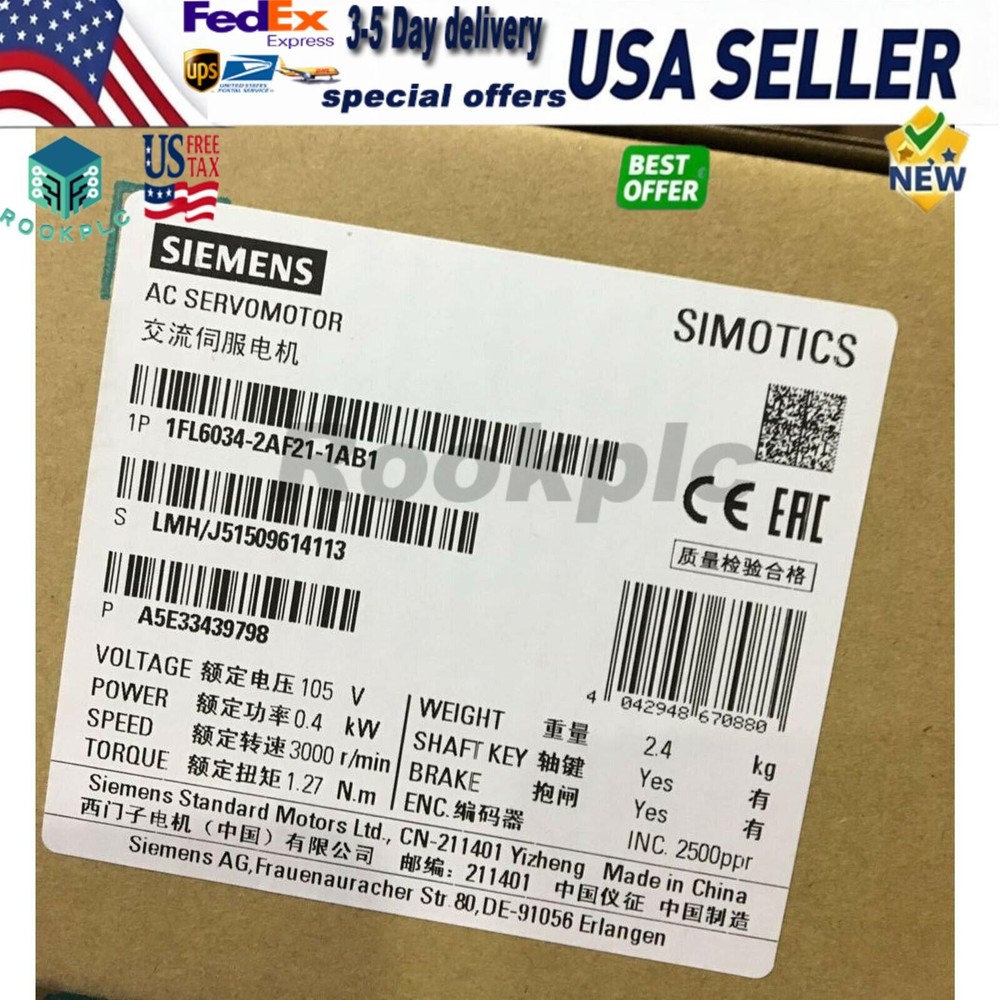 FedEx
Express
3-5 Day delivery
ups
UNITED STATES
POSTAL SERVICE
special offers
USA SELLER
NEW
BEST
OFFER
US FREE
TAX
ROOKPLC
SIEMENS
AC SERVOMOTOR
交流伺服电机
SIMOTICS
1P 1FL6034-2AF21-1AB1
Rookplc
S LMH/J51509614113
CE EAC
质量检验合格
P A5E33439798
4 042948 670880
VOLTAGE 额定电压 105 V
POWER 额定功率 0.4 kW
SPEED 额定转速 3000 r/min
TORQUE 额定扭矩 1.27 N.m
WEIGHT 重量 2.4 kg
SHAFT KEY 轴键 Yes 有
BRAKE 抱闸 Yes 有
ENC. 编码器 INC. 2500ppr
Siemens Standard Motors Ltd., CN-211401 Yizheng Made in China
西门子电机（中国）有限公司 邮编：211401 中国仪征 中国制造
Siemens AG,Frauenauracher Str.80,DE-91056 Erlangen